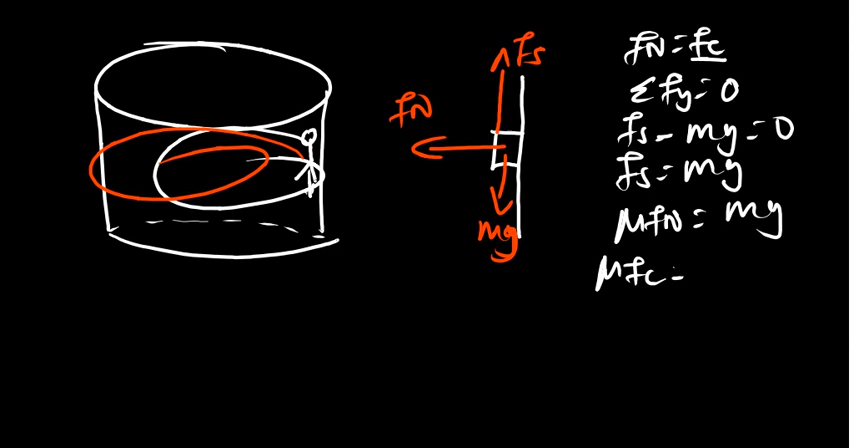 fs
fN
mg
fN = fc
Σfy = 0
fs - mg = 0
fs = mg
μfN = mg
μfc =